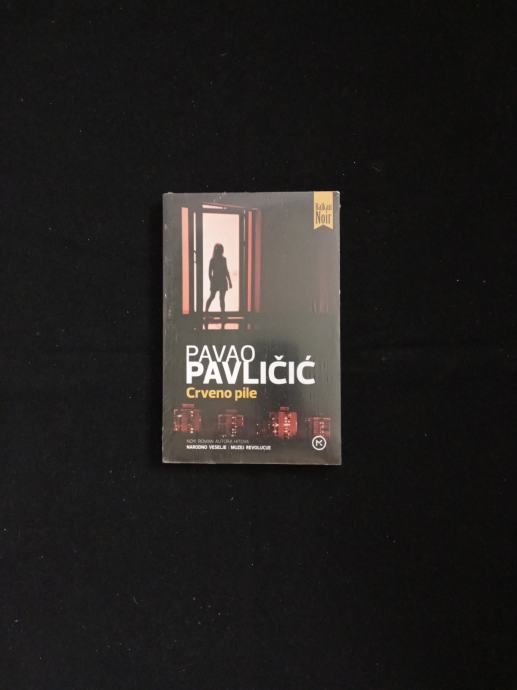 Balkan
Noir
PAVAO
PAVLIČIĆ
Crveno pile
NOVI ROMAN AUTORA HITOVA
NARODNO VESELJE I MUZEJ REVOLUCIJE
M